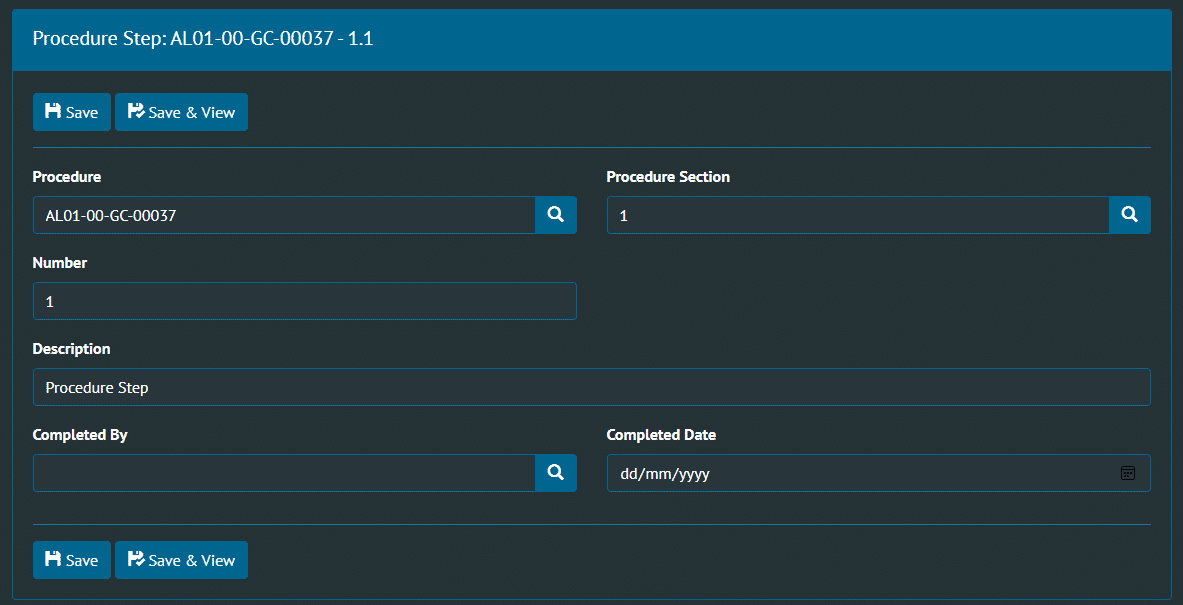 Procedure Step: AL01-00-GC-00037 - 1.1
Save Save & View
Procedure Procedure Section
AL01-00-GC-00037 1
Number
1
Description
Procedure Step
Completed By Completed Date
dd/mm/yyyy
Save Save & View